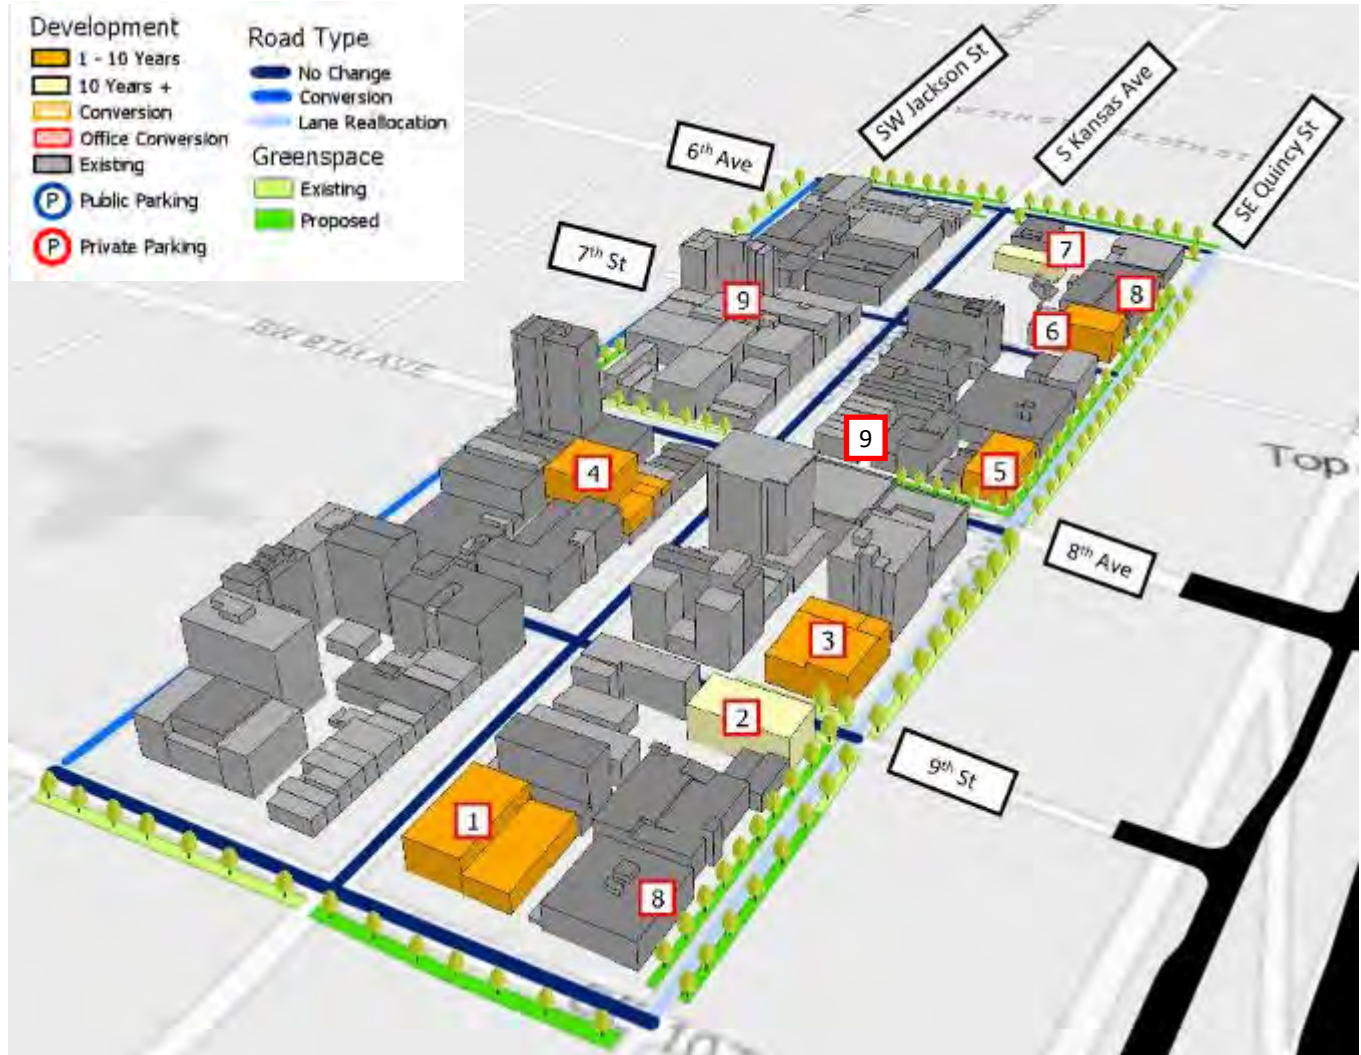 Development
1 - 10 Years
10 Years +
Conversion
Office Conversion
Existing
P Public Parking
P Private Parking
Road Type
No Change
Conversion
Lane Reallocation
Greenspace
Existing
Proposed
SW Jackson St
S Kansas Ave
SE Quincy St
6th Ave
7th St
SW 8TH AVE
7
8
9
6
9
4
5
Top
8th Ave
3
2
9th St
1
8
10